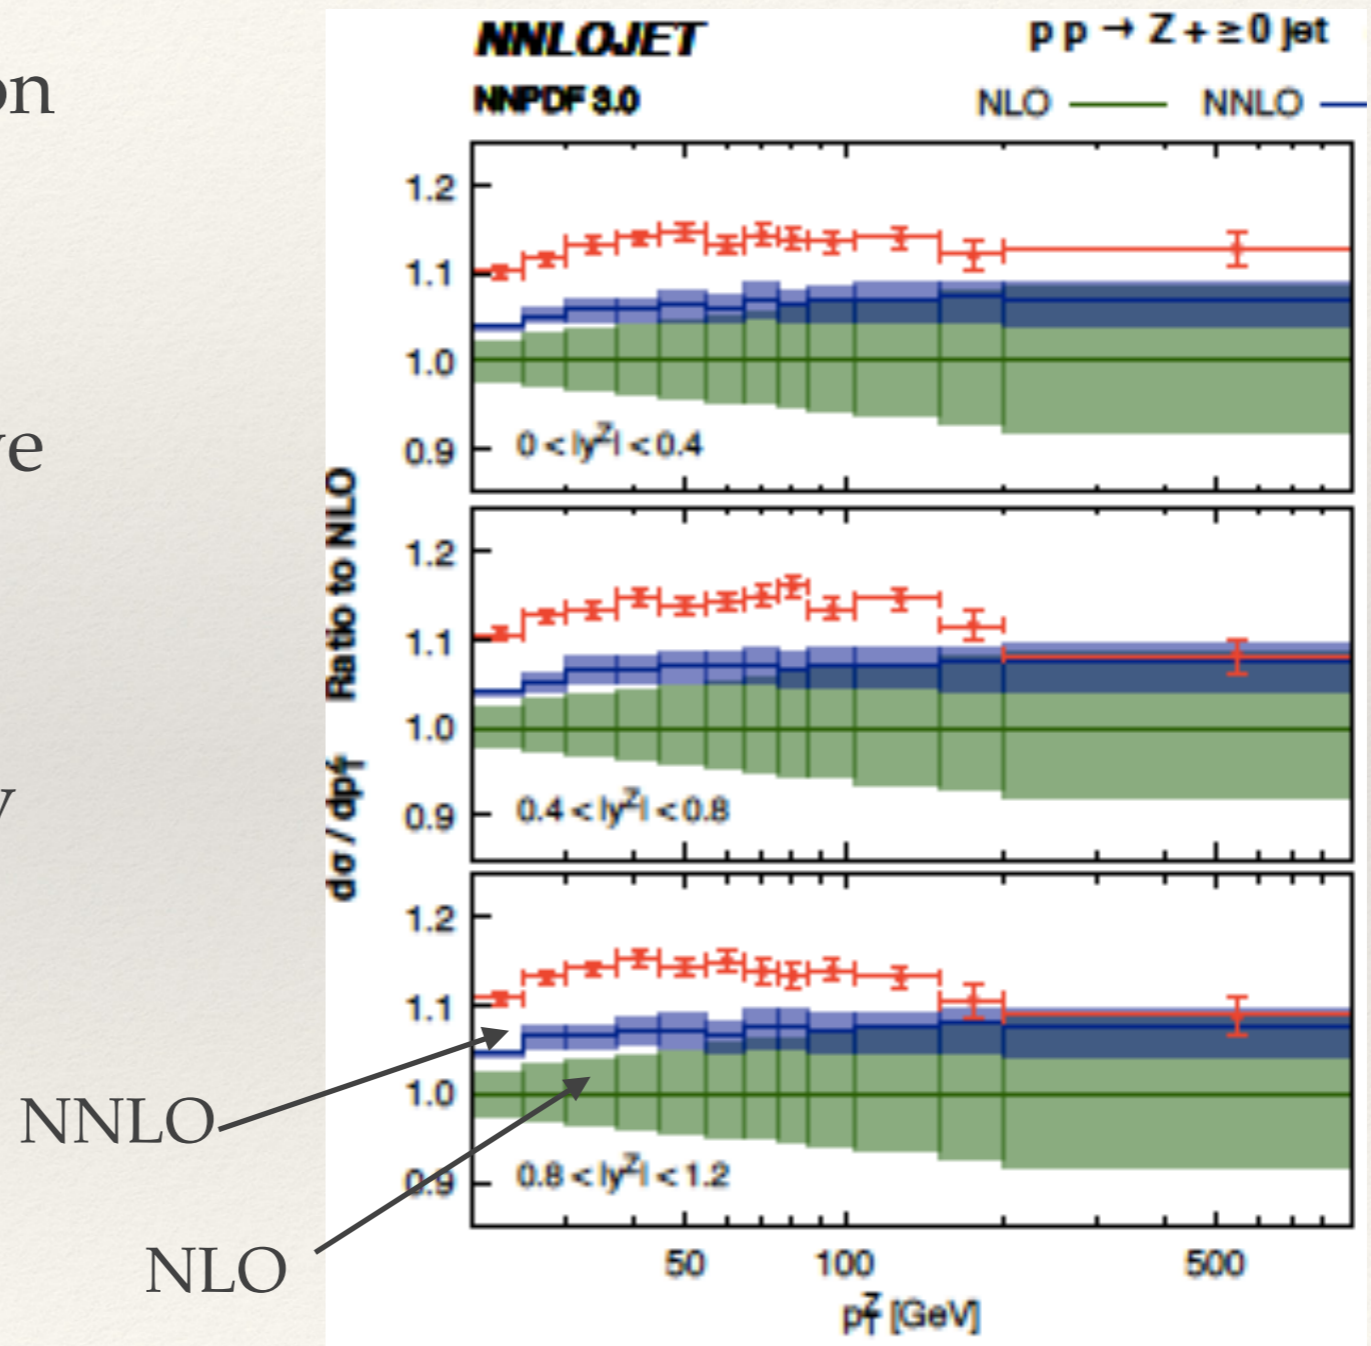 on
ve
y
NNLOJET
p p → Z + ≥ 0 jet
NNPDF 3.0
NLO
NNLO
1.2
1.1
1.0
0.9
0 < |y^Z| < 0.4
dσ / dp_T^Z Ratio to NLO
1.2
1.1
1.0
0.9
0.4 < |y^Z| < 0.8
1.2
1.1
1.0
0.9
0.8 < |y^Z| < 1.2
NNLO
NLO
50 100 500
p_T^Z [GeV]